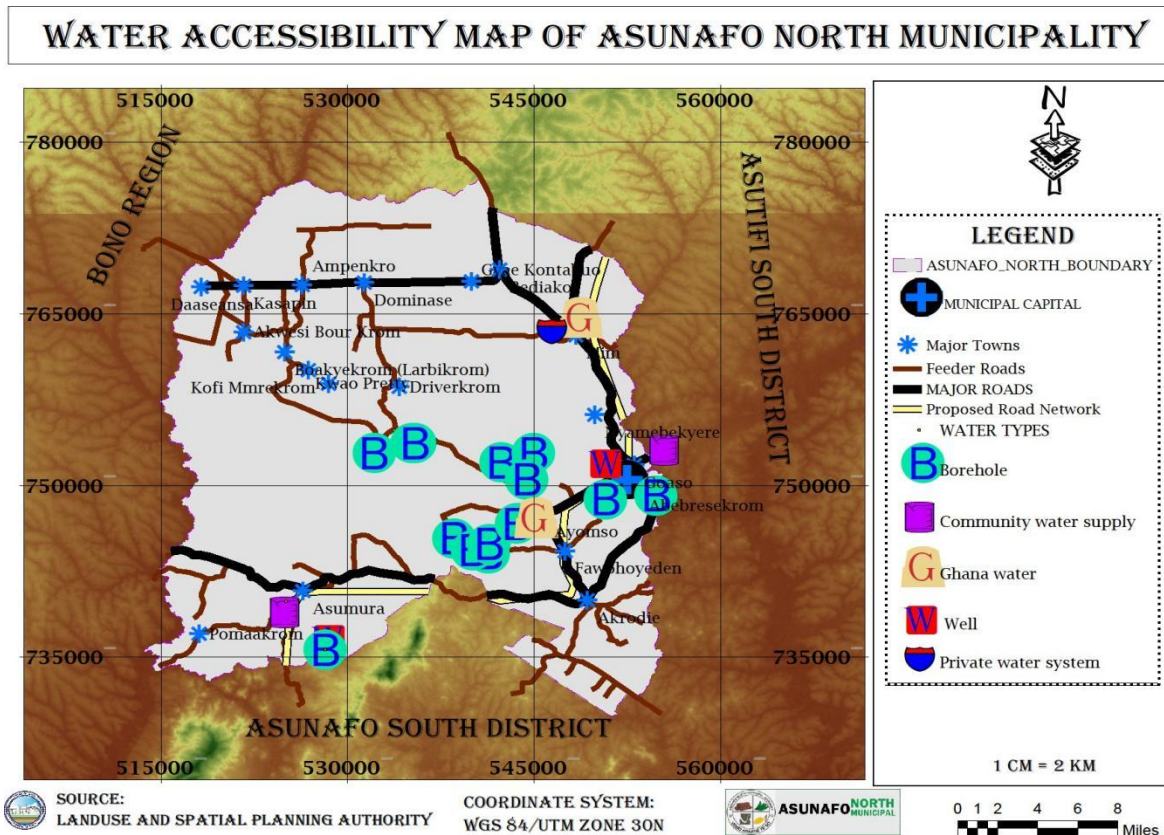 WATER ACCESSIBILITY MAP OF ASUNAFO NORTH MUNICIPALITY
515000 530000 545000 560000
780000 780000
765000 765000
750000 750000
735000 735000
515000 530000 545000 560000
BONO REGION
ASUTIFI SOUTH DISTRICT
ASUNAFO SOUTH DISTRICT
Ampenkro
Kasapin
Dominase
Akwesi Bour Krom
Boakyekrom (Larbikrom)
Kofi Mmrekrom
Driverkrom
Goaso
Abebresekrom
Ayomso
Fawohoyeden
Akrodie
Asumura
Pomaakrom
G
B B
B B
B
W
B B
B G
B
B
B
N
LEGEND
ASUNAFO_NORTH_BOUNDARY
MUNICIPAL CAPITAL
Major Towns
Feeder Roads
MAJOR ROADS
Proposed Road Network
WATER TYPES
B Borehole
Community water supply
G Ghana water
W Well
Private water system
1 CM = 2 KM
0 1 2 4 6 8
Miles
SOURCE:
LANDUSE AND SPATIAL PLANNING AUTHORITY
COORDINATE SYSTEM:
WGS 84/UTM ZONE 30N
ASUNAFO NORTH
MUNICIPAL